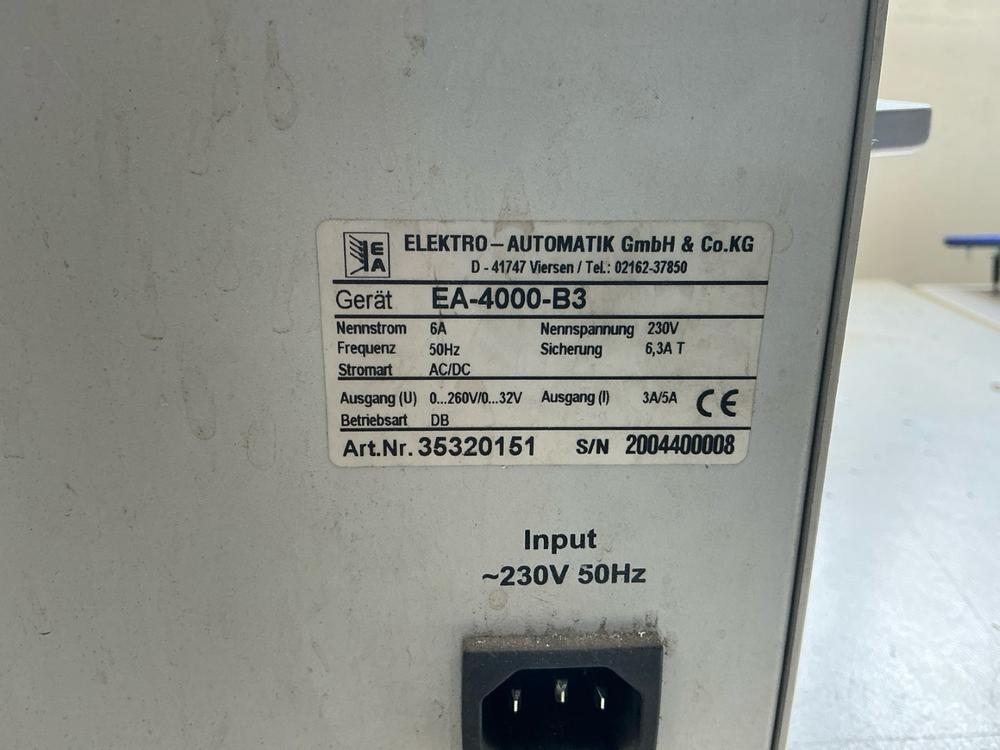 EA ELEKTRO-AUTOMATIK GmbH & Co.KG
D - 41747 Viersen / Tel.: 02162-37850
Gerät EA-4000-B3
Nennstrom 6A Nennspannung 230V
Frequenz 50Hz Sicherung 6,3A T
Stromart AC/DC
Ausgang (U) 0...260V/0...32V Ausgang (I) 3A/5A CE
Betriebsart DB
Art.Nr. 35320151 S/N 2004400008
Input
~230V 50Hz